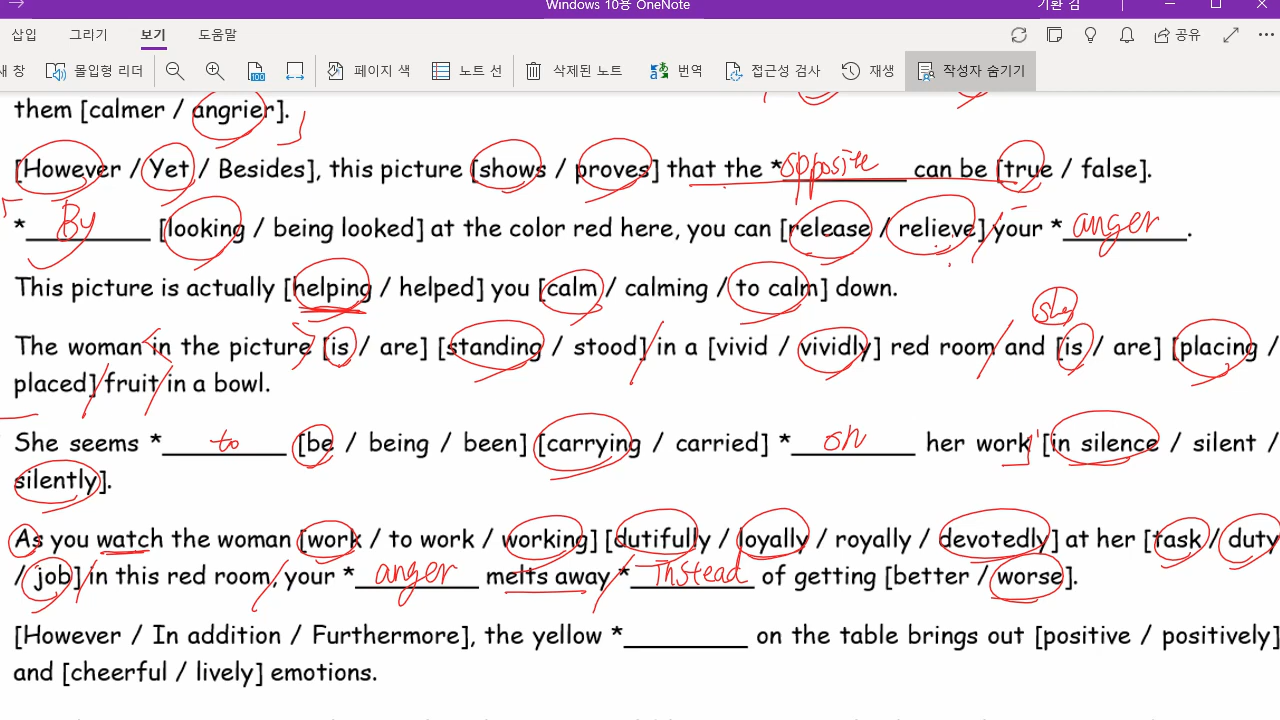 Windows 10용 OneNote
기환 김
삽입 그리기 보기 도움말
공유
새 창 몰입형 리더 100 페이지 색 노트 선 삭제된 노트 번역 접근성 검사 재생 작성자 숨기기
them [calmer / angrier].
[However / Yet / Besides], this picture [shows / proves] that the *opposite can be [true / false].
*By [looking / being looked] at the color red here, you can [release / relieve] your *anger.
This picture is actually [helping / helped] you [calm / calming / to calm] down.
she
The woman in the picture [is / are] [standing / stood] in a [vivid / vividly] red room and [is / are] [placing /
placed] fruit in a bowl.
She seems *to [be / being / been] [carrying / carried] *on her work [in silence / silent /
silently].
As you watch the woman [work / to work / working] [dutifully / loyally / royally / devotedly] at her [task / duty
/ job] in this red room, your *anger melts away *instead of getting [better / worse].
[However / In addition / Furthermore], the yellow *__________ on the table brings out [positive / positively]
and [cheerful / lively] emotions.